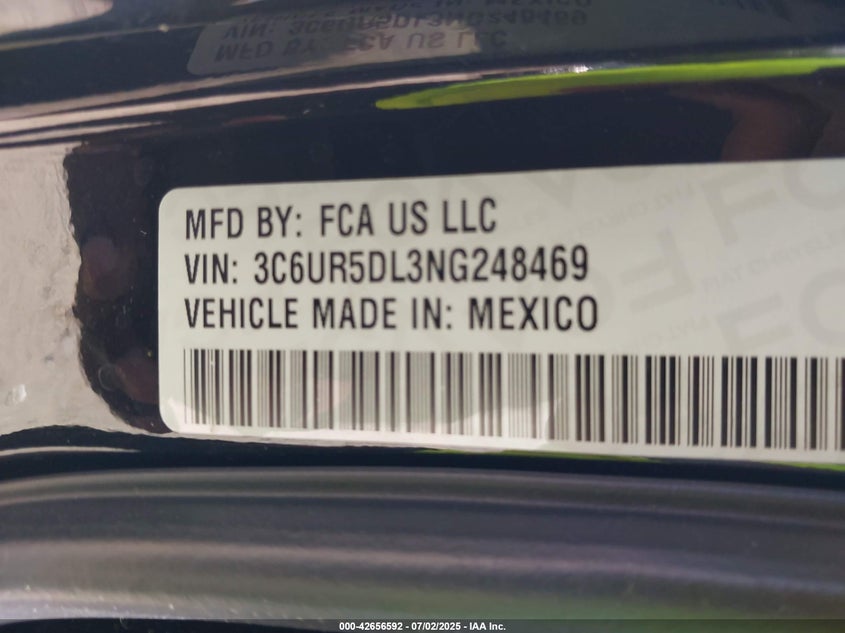 MFD BY: FCA US LLC
VIN: 3C6UR5DL3NG248469
VEHICLE MADE IN: MEXICO
000-42656592 / 07/02/2025 - IAA Inc.